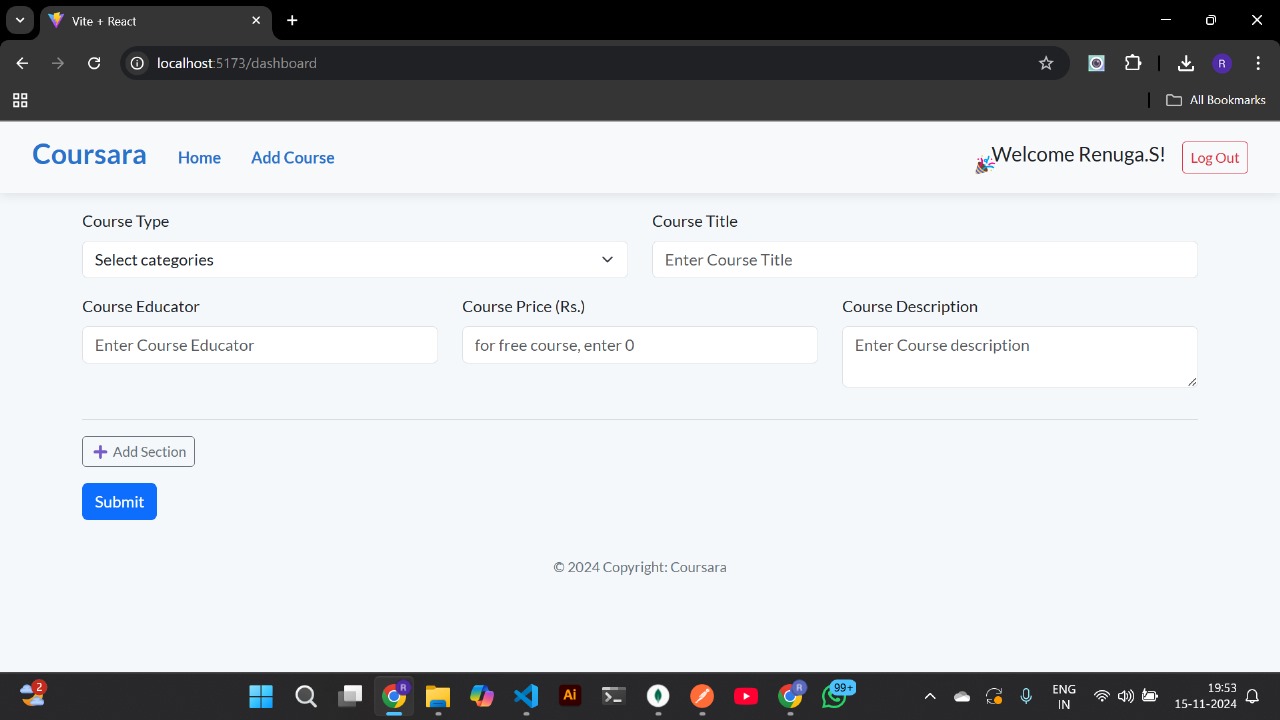 Vite + React
localhost:5173/dashboard
R
All Bookmarks
Coursara
Home
Add Course
Welcome Renuga.S!
Log Out
Course Type
Course Title
Select categories
Enter Course Title
Course Educator
Course Price (Rs.)
Course Description
Enter Course Educator
for free course, enter 0
Enter Course description
Add Section
Submit
© 2024 Copyright: Coursara
2
R
Ai
R
99+
ENG
IN
19:53
15-11-2024